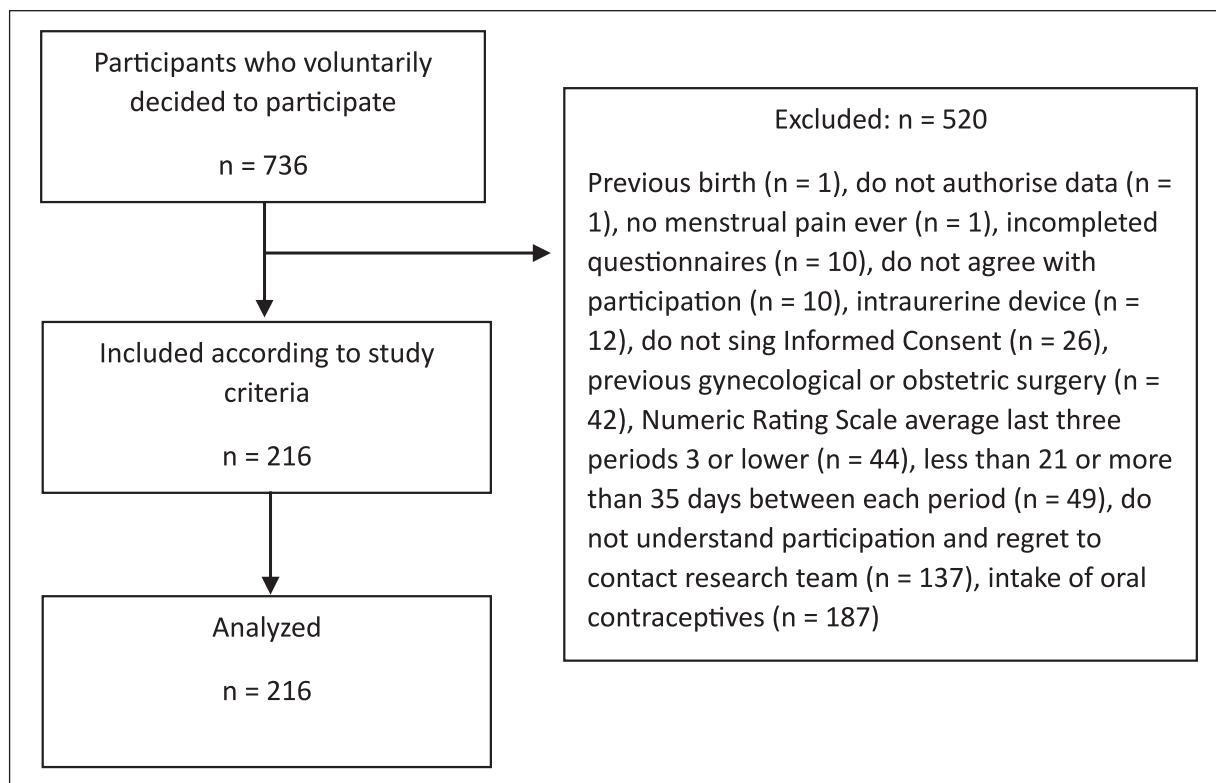 Participants who voluntarily
decided to participate
n = 736
Excluded: n = 520
Previous birth (n = 1), do not authorise data (n =
1), no menstrual pain ever (n = 1), incompleted
questionnaires (n = 10), do not agree with
participation (n = 10), intraurerine device (n =
12), do not sing Informed Consent (n = 26),
previous gynecological or obstetric surgery (n =
42), Numeric Rating Scale average last three
periods 3 or lower (n = 44), less than 21 or more
than 35 days between each period (n = 49), do
not understand participation and regret to
contact research team (n = 137), intake of oral
contraceptives (n = 187)
Included according to study
criteria
n = 216
Analyzed
n = 216